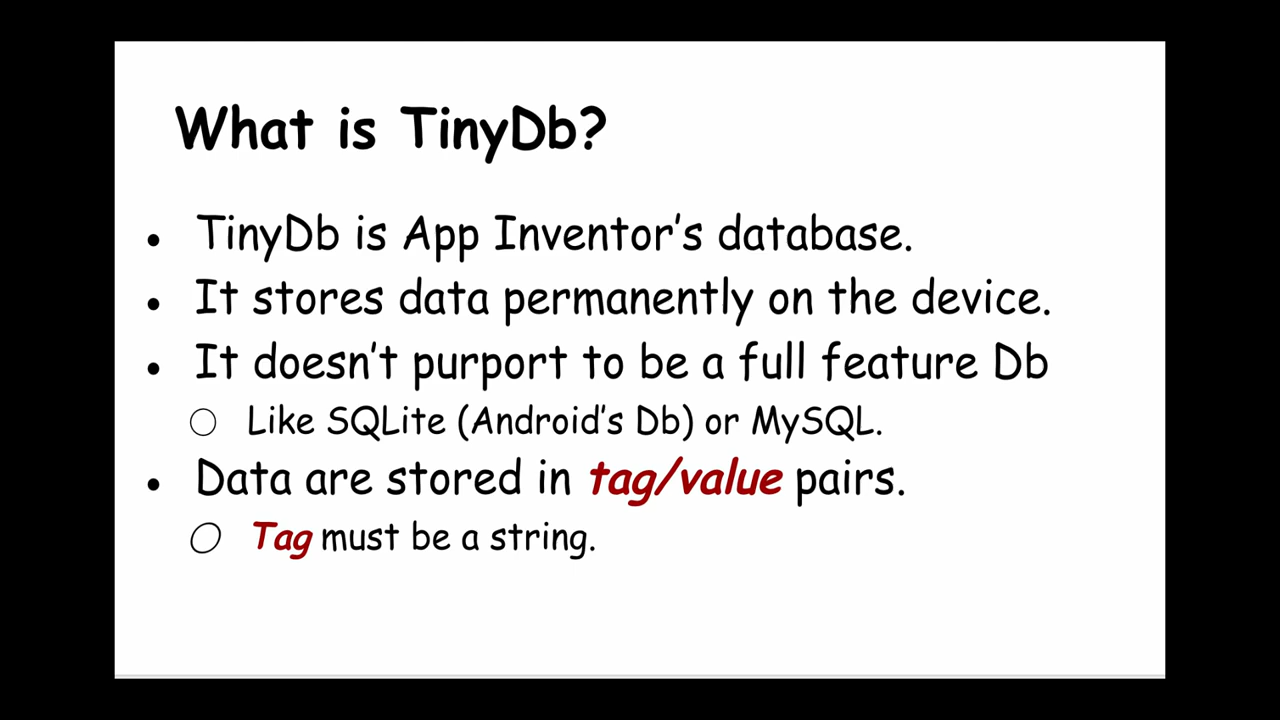 What is TinyDb?
• TinyDb is App Inventor's database.
• It stores data permanently on the device.
• It doesn't purport to be a full feature Db
○ Like SQLite (Android's Db) or MySQL.
• Data are stored in tag/value pairs.
○ Tag must be a string.